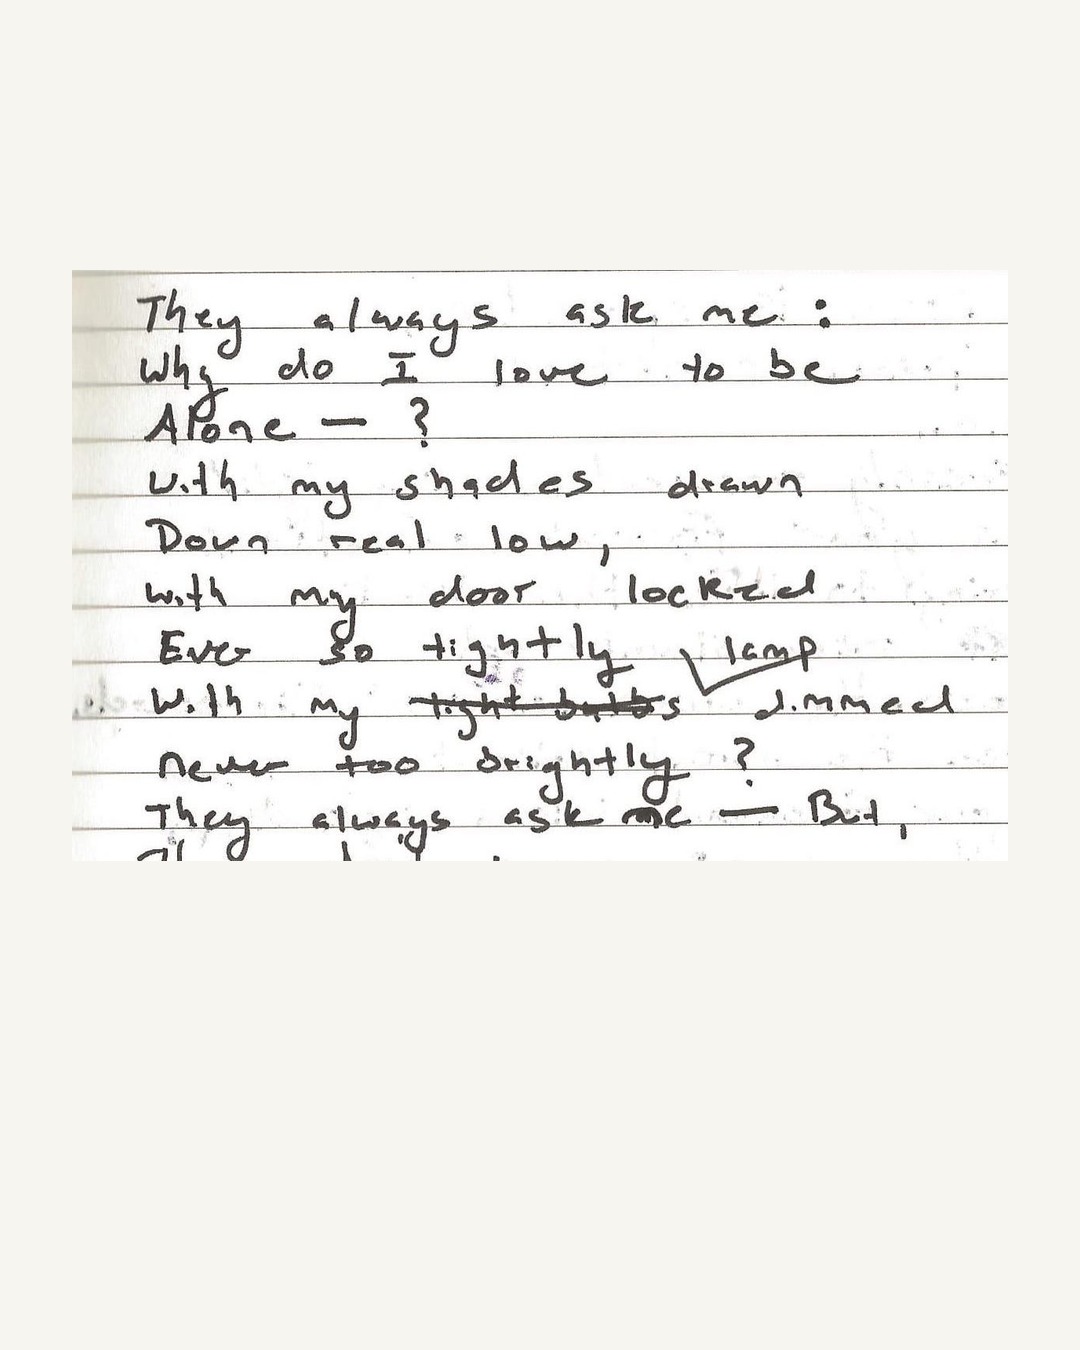 They always ask me :
Why do I love to be
Alone — ?
with my shades drawn
Down real low,
with my door locked
Ever so tightly
lamp
With my light bulbs dimmed
never too brightly ?
They always ask me — But,